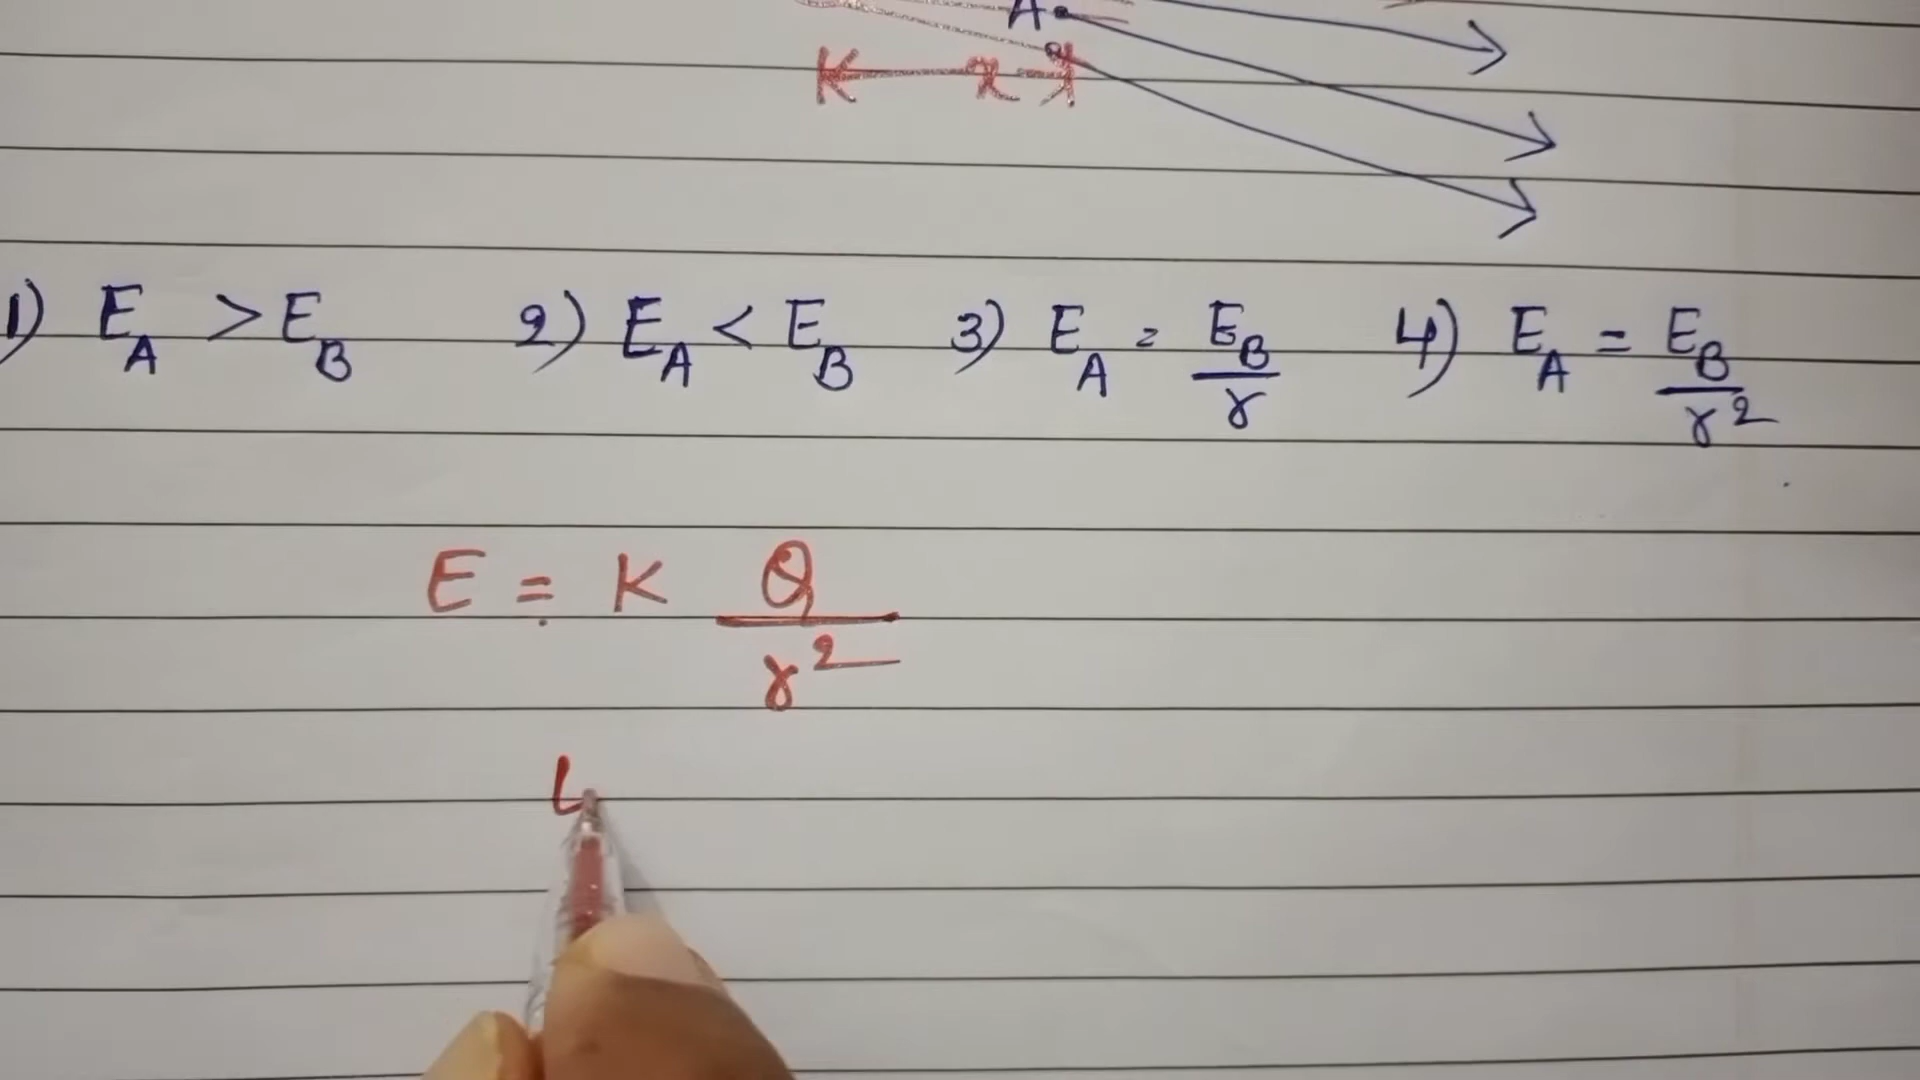 A
r
1) E_A > E_B 2) E_A < E_B 3) E_A = E_B/r 4) E_A = E_B/r²
E = K Q/r²